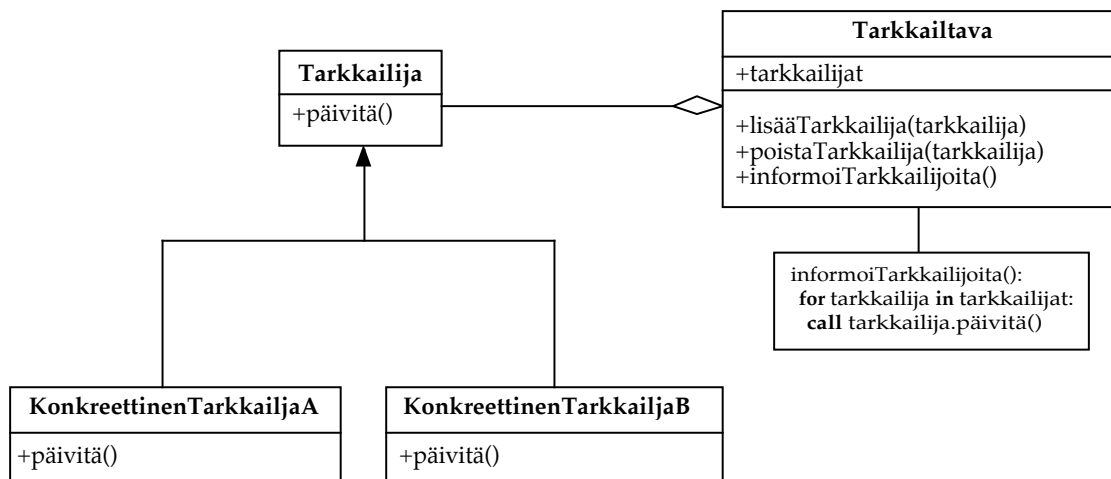 Tarkkailija
+päivitä()
Tarkkailtava
+tarkkailijat
+lisääTarkkailija(tarkkailija)
+poistaTarkkailija(tarkkailija)
+informoiTarkkailijoita()
informoiTarkkailijoita():
for tarkkailija in tarkkailijat:
call tarkkailija.päivitä()
KonkreettinenTarkkailjaA
+päivitä()
KonkreettinenTarkkailjaB
+päivitä()